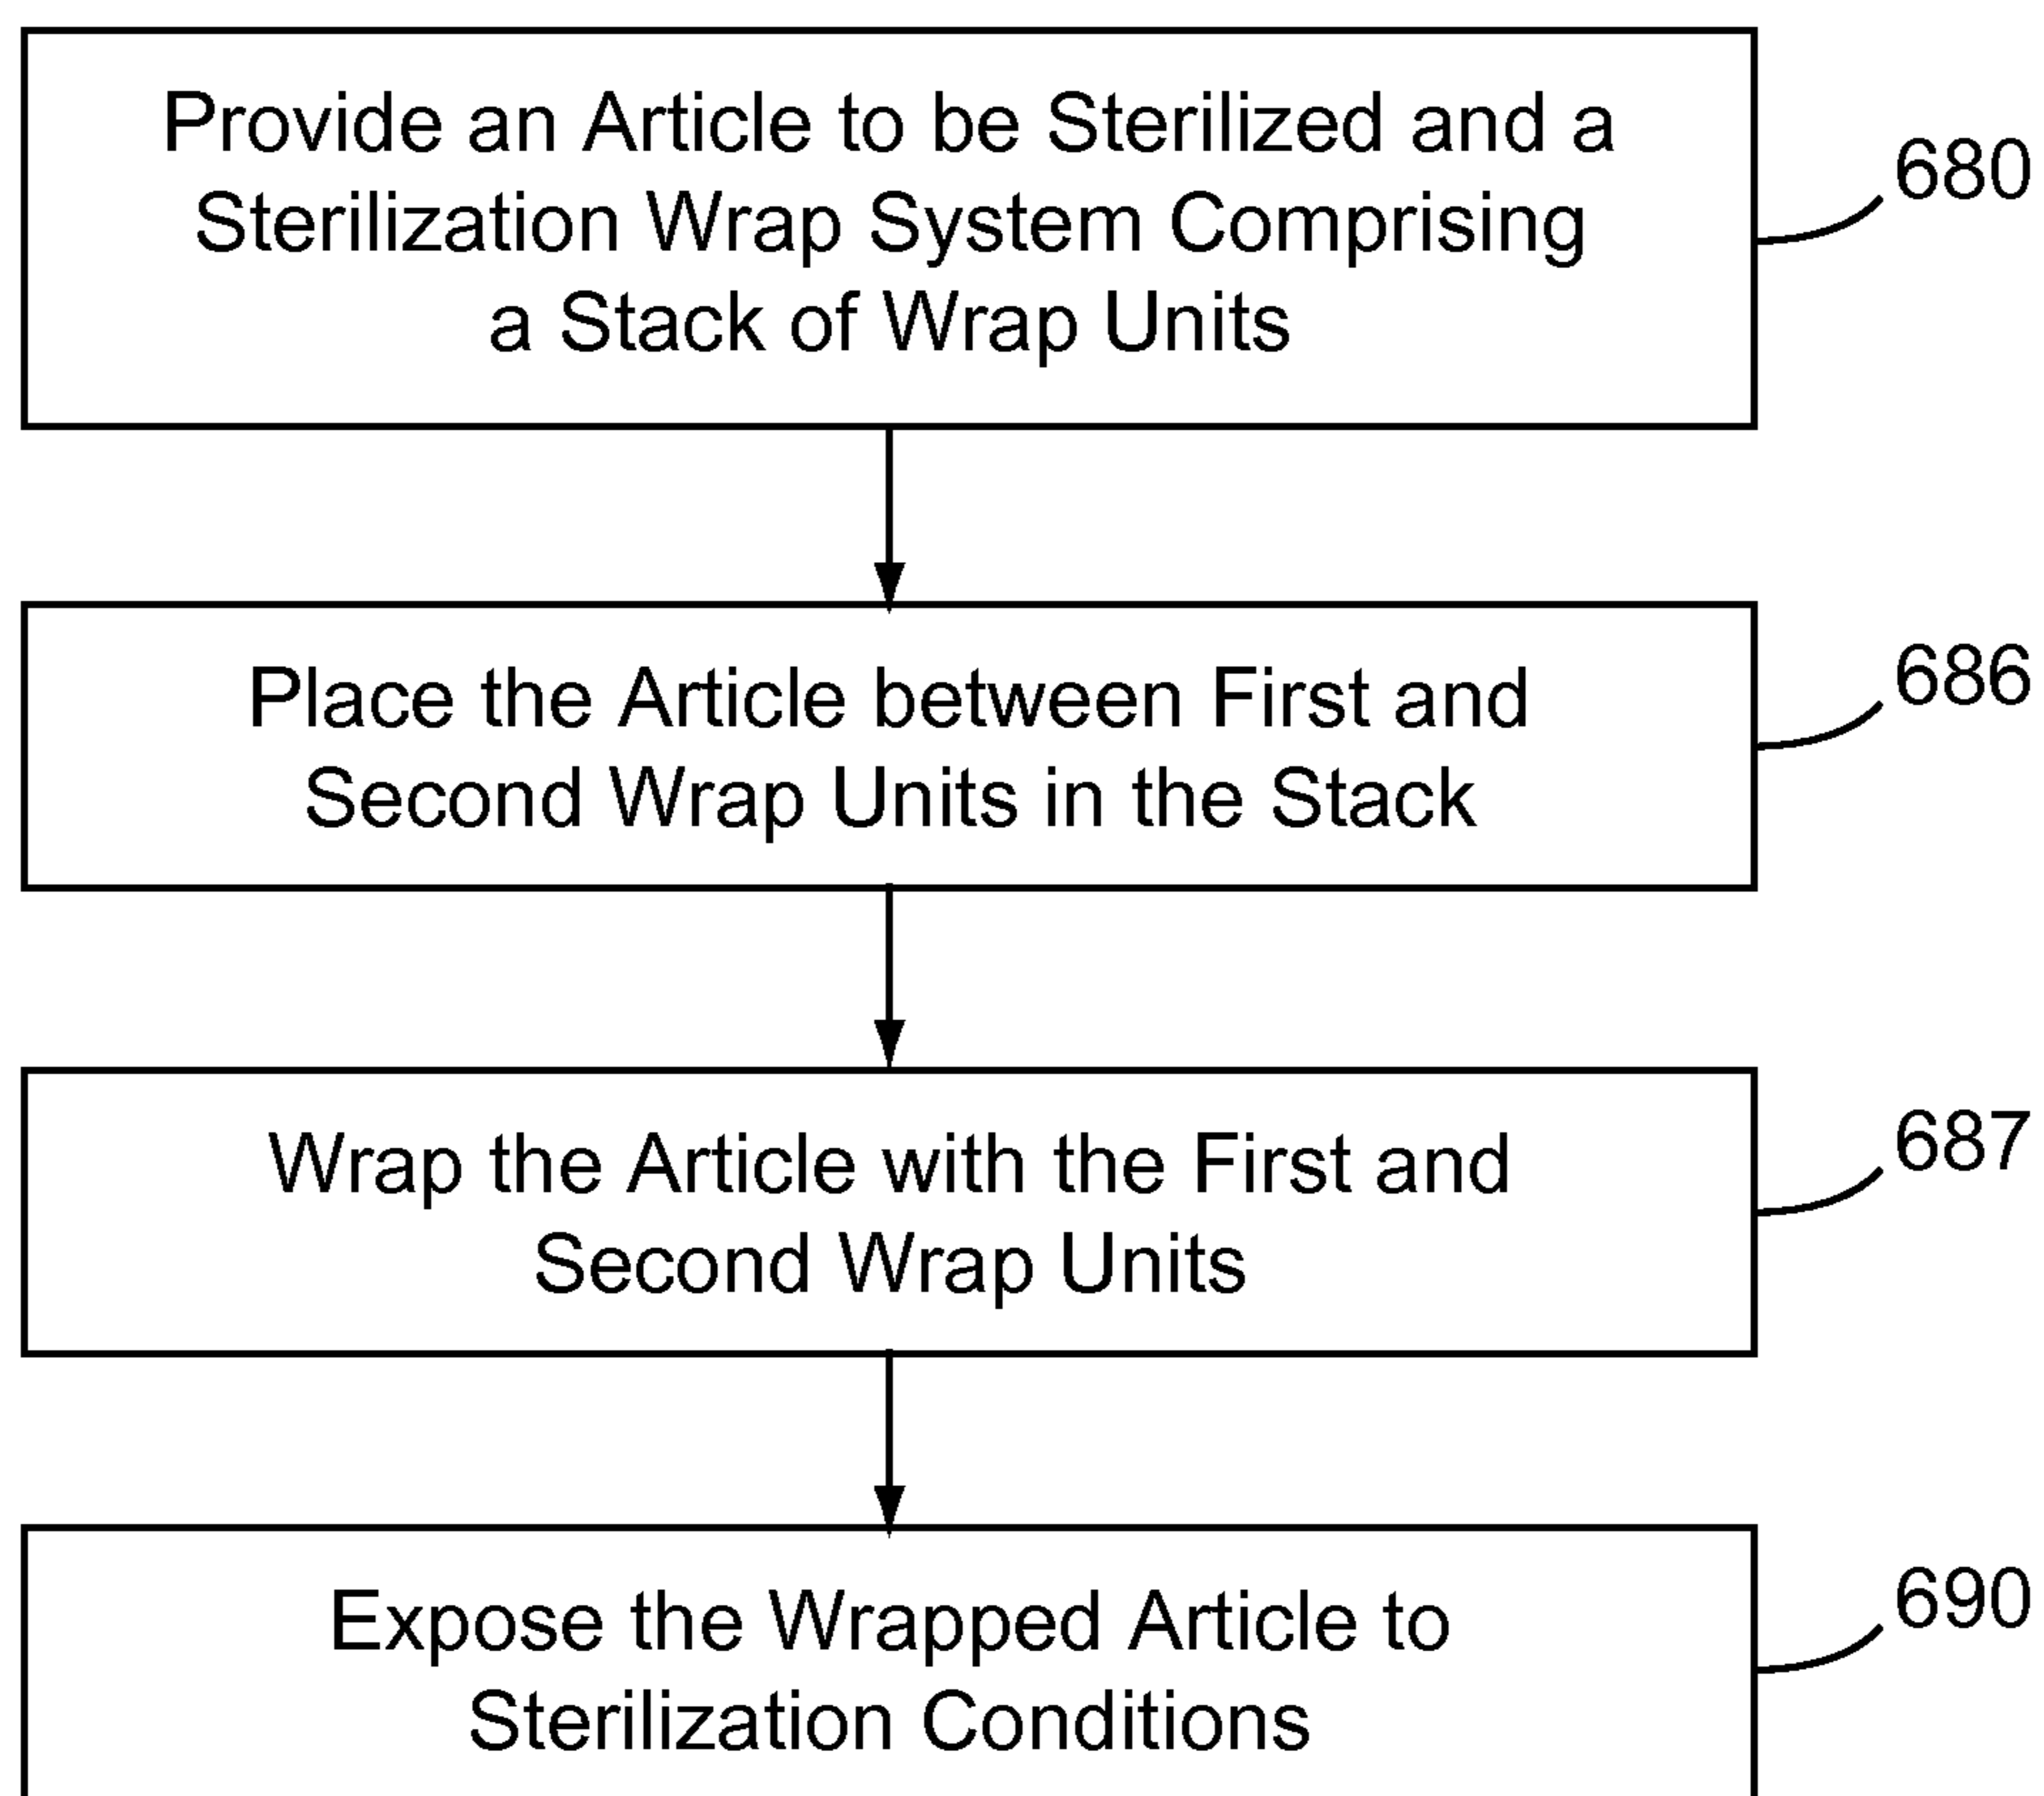 Provide an Article to be Sterilized and a
Sterilization Wrap System Comprising
a Stack of Wrap Units
680
Place the Article between First and
Second Wrap Units in the Stack
686
Wrap the Article with the First and
Second Wrap Units
687
Expose the Wrapped Article to
Sterilization Conditions
690